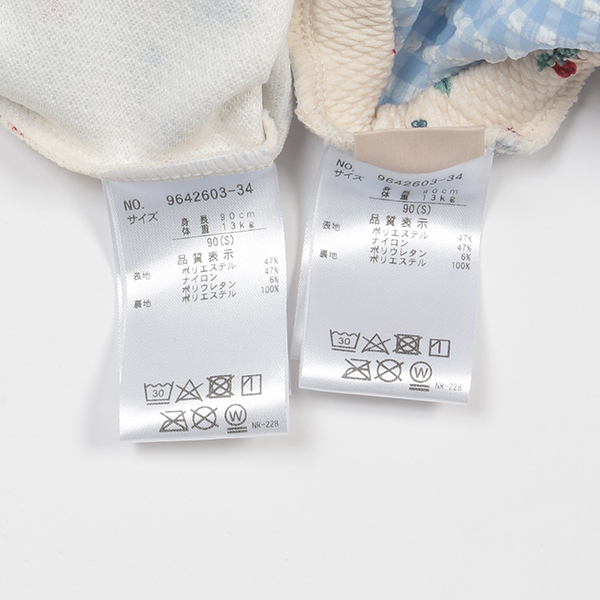 NO. 9642603-34
サイズ
身長 90cm
体重 13kg
90(S)
品質表示
表地 ポリエステル 47%
ナイロン 47%
ポリウレタン 6%
裏地 ポリエステル 100%
30
W
NR-228
NO. 9642603-34
サイズ
身長 90cm
体重 13kg
90(S)
品質表示
表地 ポリエステル 47%
ナイロン 47%
ポリウレタン 6%
裏地 ポリエステル 100%
30
W
NR-228